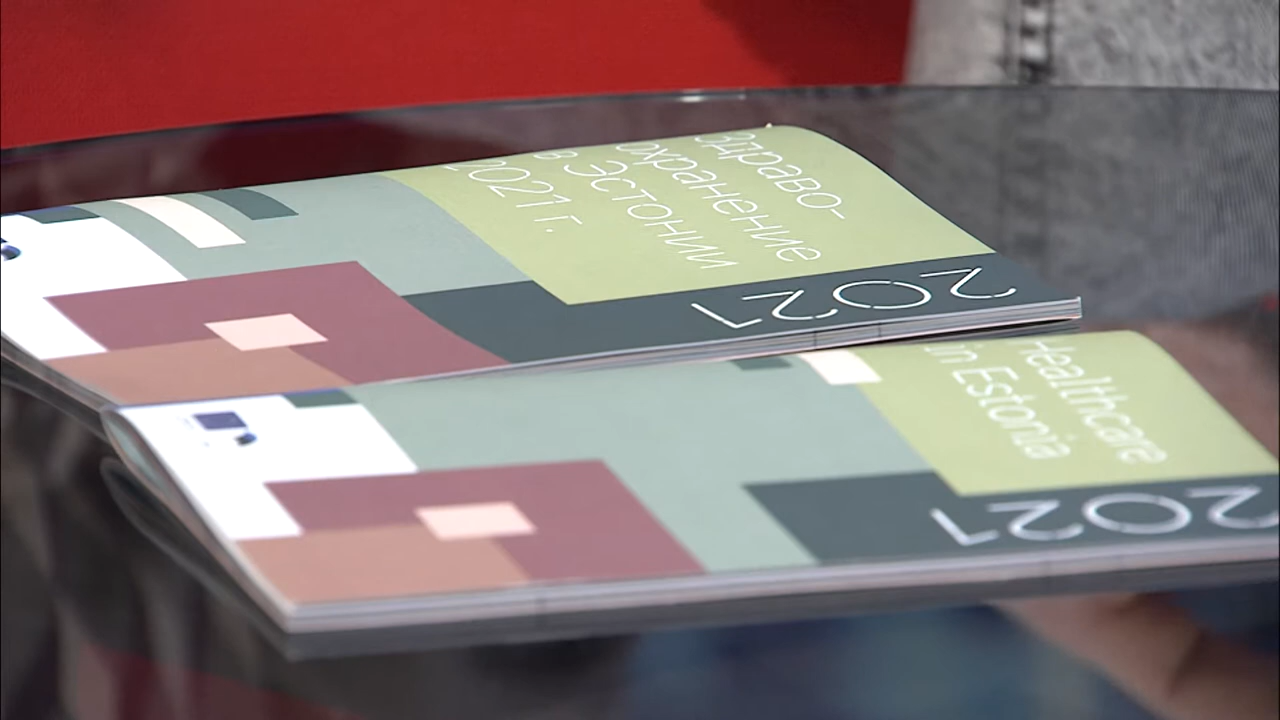 Здраво-
охранение
в Эстонии
2021 г.
2021
Healthcare
in Estonia
2021